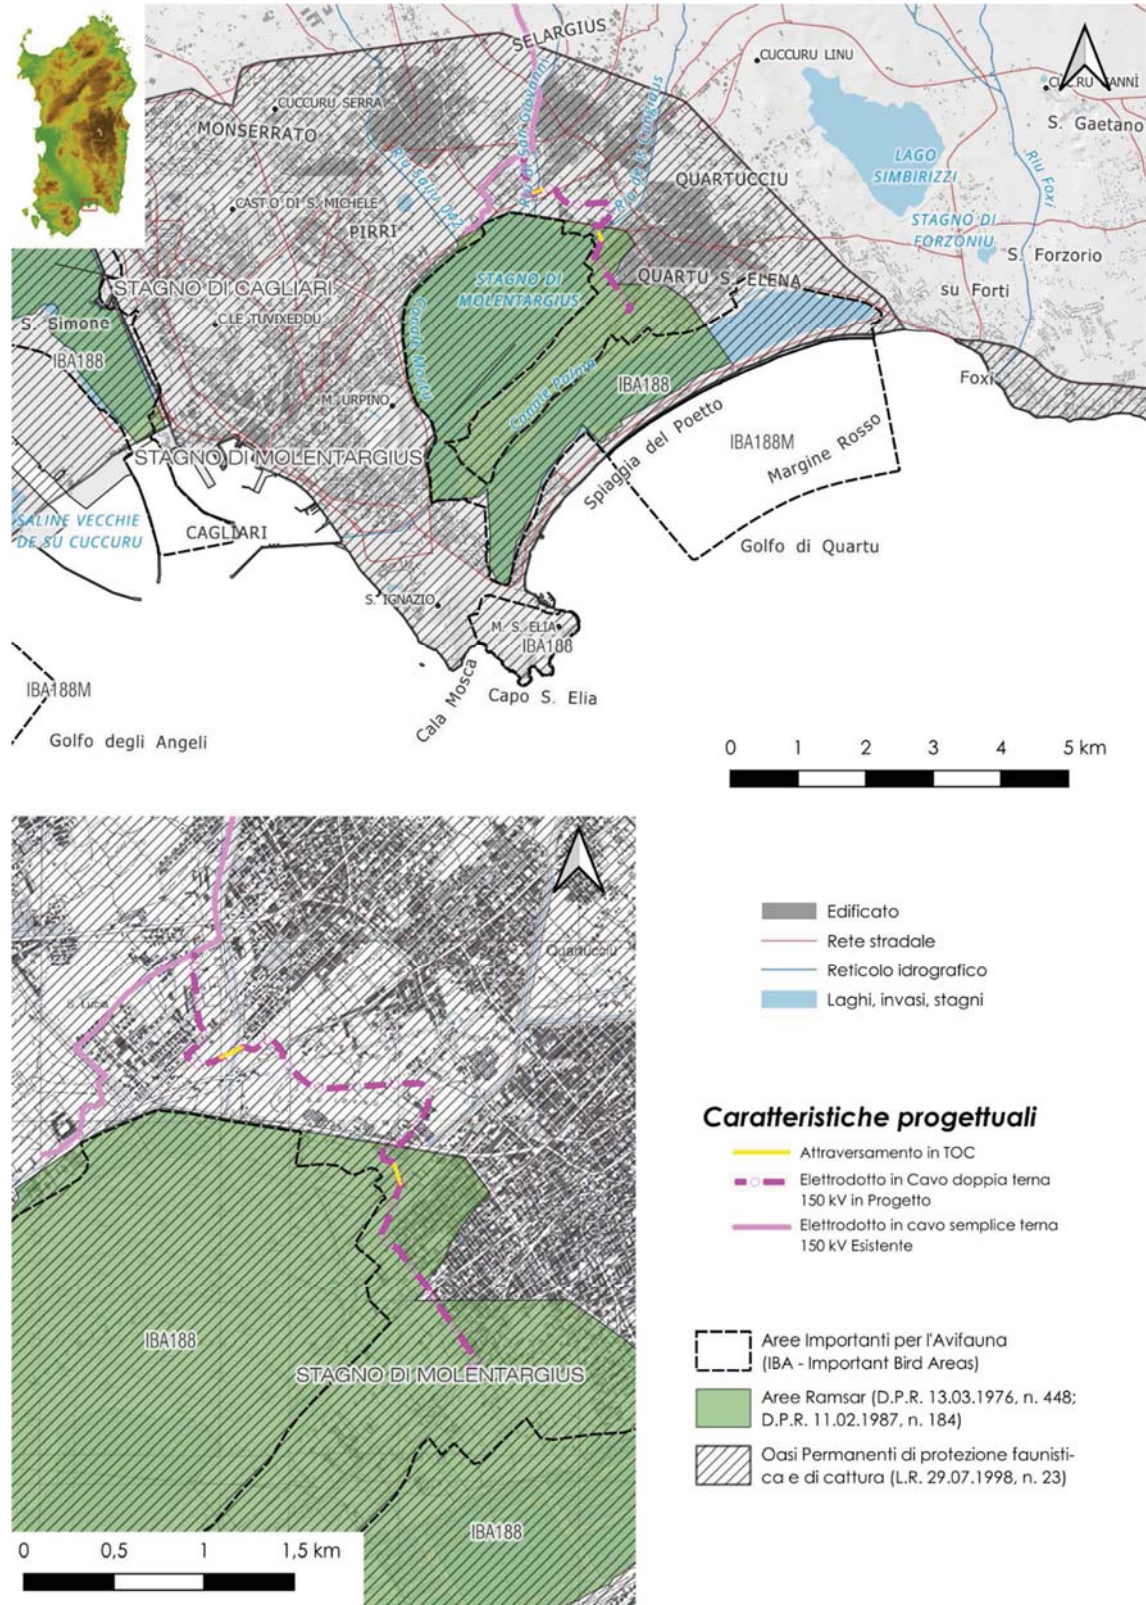 SELARGIUS
CUCCURU LINU
CUCCURU SERRA
MONSERRATO
Riu Saliu 042
Riu di San Giovanni
Rio de Is Cungiaus
S. Gaetano
LAGO
SIMBIRIZZI
Riu Foxi
QUARTUCCIU
CAST.O DI S. MICHELE
PIRRI
STAGNO DI
FORZONIU
S. Forzorio
STAGNO DI
MOLENTARGIUS
QUARTU S. ELENA
STAGNO DI CAGLIARI
su Forti
S. Simone
C.LE TUVIXEDDU
IBA188
Canale Mortu
Canale Palava
IBA188
Foxi
M. URPINO
STAGNO DI MOLENTARGIUS
Spiaggia del Poetto
IBA188M
Margine Rosso
SALINE VECCHIE
DE SU CUCCURU
CAGLIARI
Golfo di Quartu
S. IGNAZIO
M. S. ELIA
IBA188
IBA188M
Cala Mosca
Capo S. Elia
Golfo degli Angeli
0 1 2 3 4 5 km
Quartucciu
S. Lucia
IBA188
STAGNO DI MOLENTARGIUS
IBA188
0 0,5 1 1,5 km
Edificato
Rete stradale
Reticolo idrografico
Laghi, invasi, stagni
Caratteristiche progettuali
Attraversamento in TOC
Elettrodotto in Cavo doppia terna
150 kV in Progetto
Elettrodotto in cavo semplice terna
150 kV Esistente
Aree Importanti per l'Avifauna
(IBA - Important Bird Areas)
Aree Ramsar (D.P.R. 13.03.1976, n. 448;
D.P.R. 11.02.1987, n. 184)
Oasi Permanenti di protezione faunisti-
ca e di cattura (L.R. 29.07.1998, n. 23)